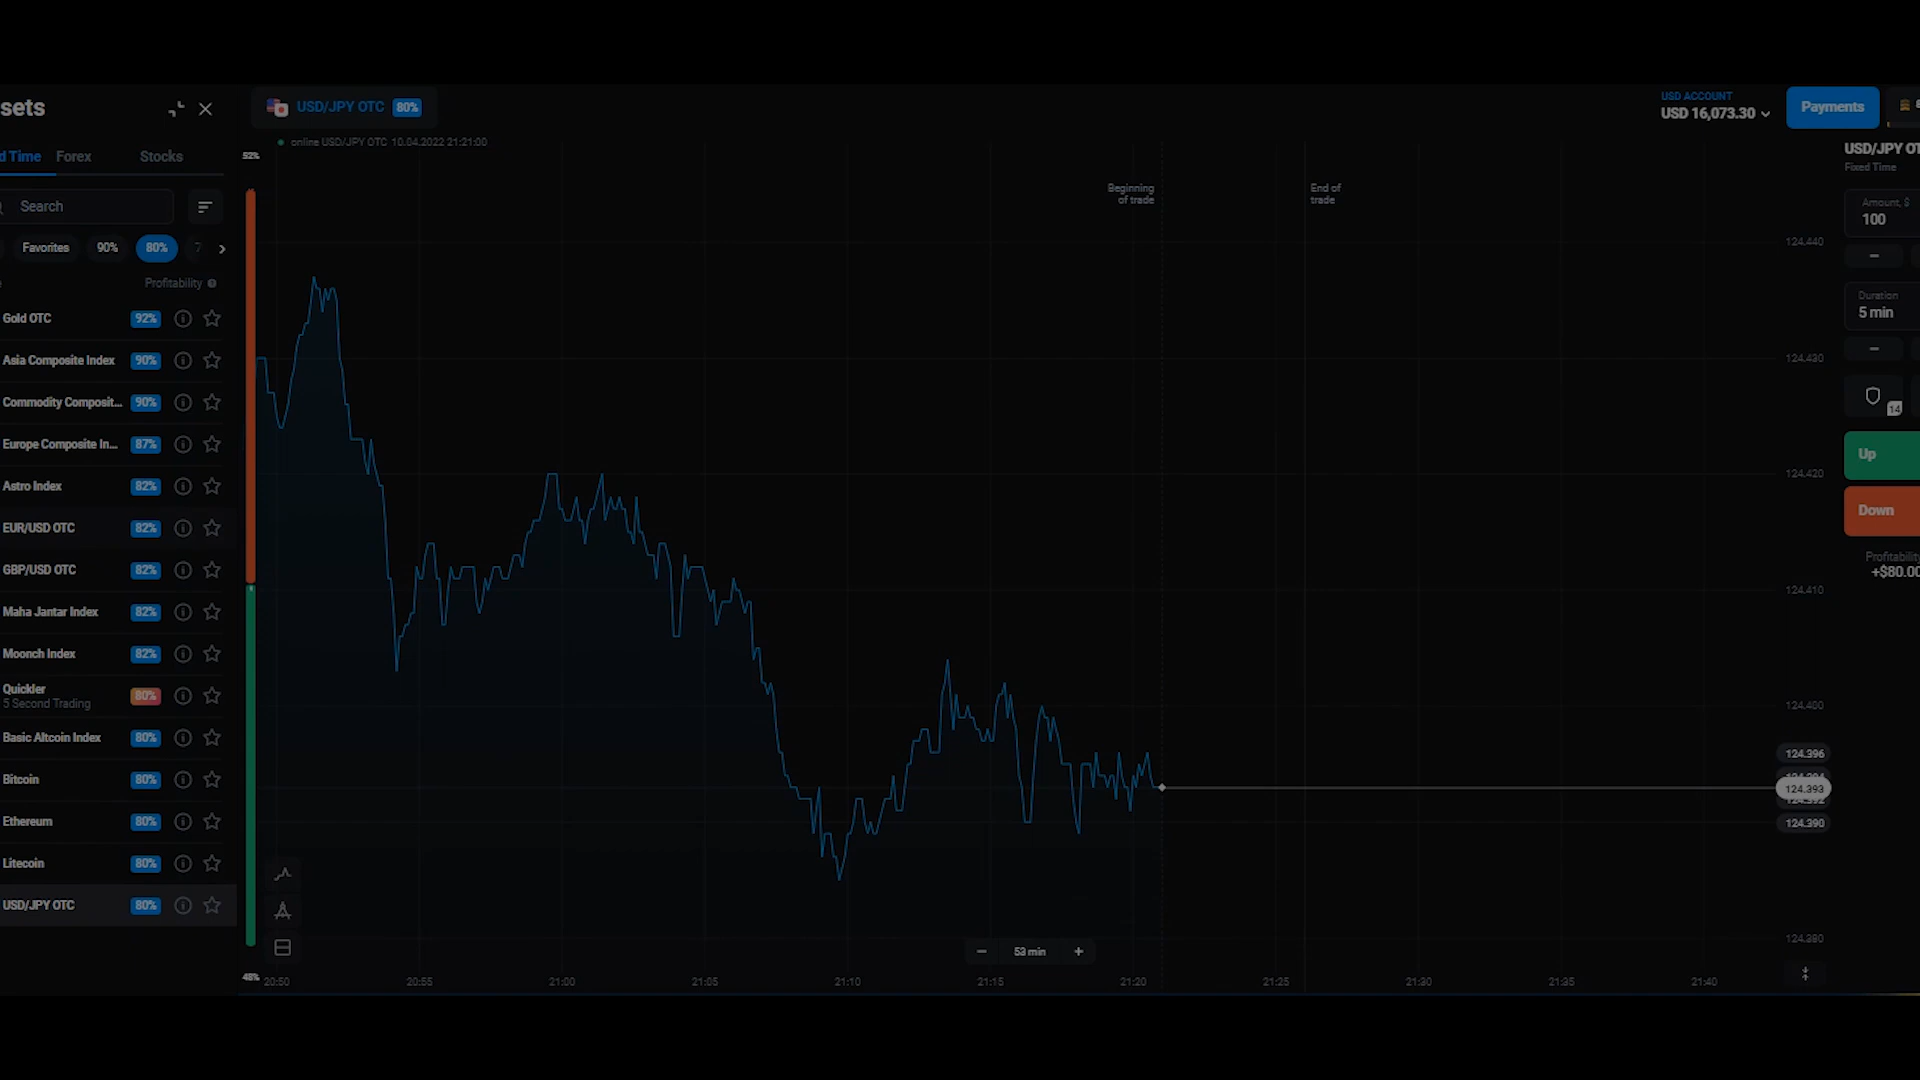 sets
d Time Forex Stocks
Search
Favorites 90% 80% 7
Profitability
Gold OTC 92%
Asia Composite Index 90%
Commodity Composit... 90%
Europe Composite In... 87%
Astro Index 82%
EUR/USD OTC 82%
GBP/USD OTC 82%
Maha Jantar Index 82%
Moonch Index 82%
Quickler 80%
5 Second Trading
Basic Altcoin Index 80%
Bitcoin 80%
Ethereum 80%
Litecoin 80%
USD/JPY OTC 80%
USD/JPY OTC 80%
online USD/JPY OTC 10.04.2022 21:21:00
52%
48%
Beginning
of trade
End of
trade
124.440
124.430
124.420
124.410
124.400
124.396
124.393
124.390
124.380
53 min
20:50 20:55 21:00 21:05 21:10 21:15 21:20 21:25 21:30 21:35 21:40
USD ACCOUNT
USD 16,073.30
Payments
USD/JPY OT
Fixed Time
Amount, $
100
Duration
5 min
14
Up
Down
Profitability
+$80.00